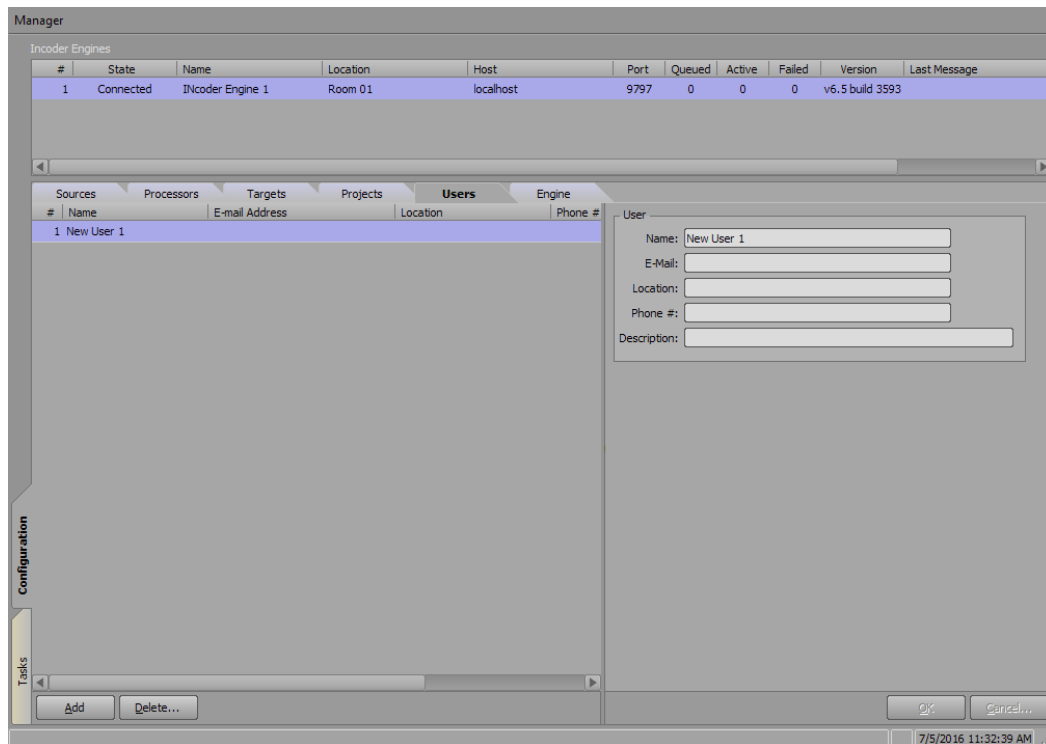 Manager
Incoder Engines
# State Name Location Host Port Queued Active Failed Version Last Message
1 Connected INcoder Engine 1 Room 01 localhost 9797 0 0 0 v6.5 build 3593
Sources Processors Targets Projects Users Engine
# Name E-mail Address Location Phone #
1 New User 1
User
Name: New User 1
E-Mail:
Location:
Phone #:
Description:
Configuration
Tasks
Add Delete... OK Cancel...
7/5/2016 11:32:39 AM